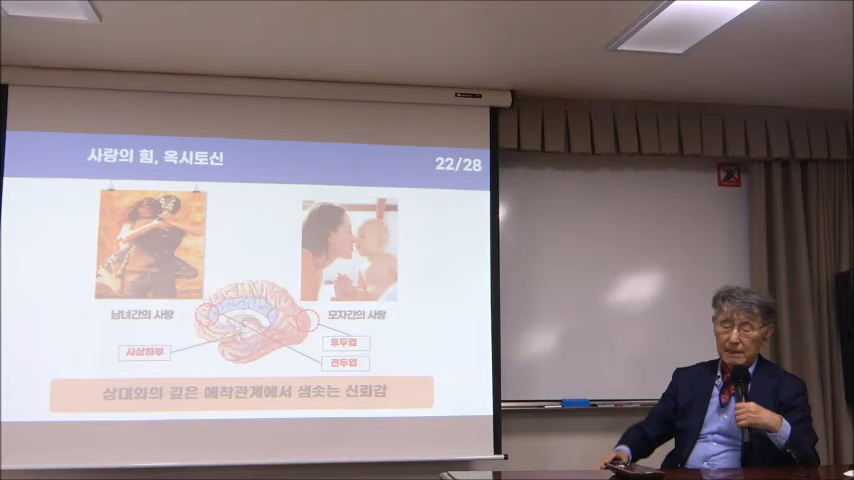 사랑의 힘, 옥시토신
22/28
남녀간의 사랑
모자간의 사랑
시상하부
후두엽
전두엽
상대와의 깊은 애착관계에서 샘솟는 신뢰감